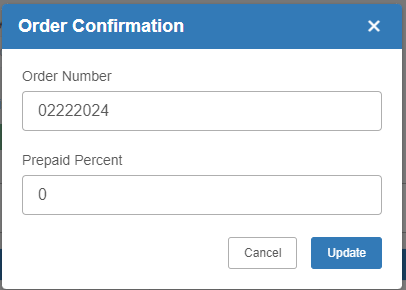 Order Confirmation ×
Order Number
02222024
Prepaid Percent
0
Cancel Update